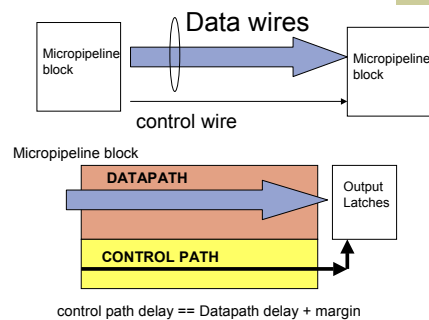 Data wires
Micropipeline
block
Micropipeline
block
control wire
Micropipeline block
DATAPATH
Output
Latches
CONTROL PATH
control path delay == Datapath delay + margin